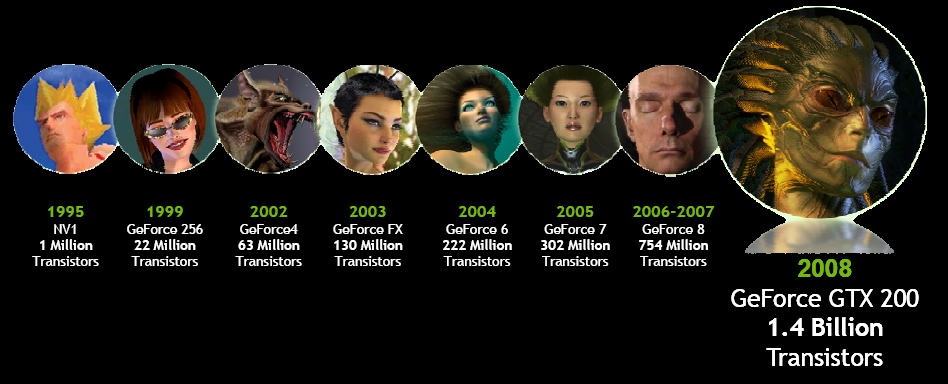 1995
NV1
1 Million
Transistors
1999
GeForce 256
22 Million
Transistors
2002
GeForce4
63 Million
Transistors
2003
GeForce FX
130 Million
Transistors
2004
GeForce 6
222 Million
Transistors
2005
GeForce 7
302 Million
Transistors
2006-2007
GeForce 8
754 Million
Transistors
2008
GeForce GTX 200
1.4 Billion
Transistors